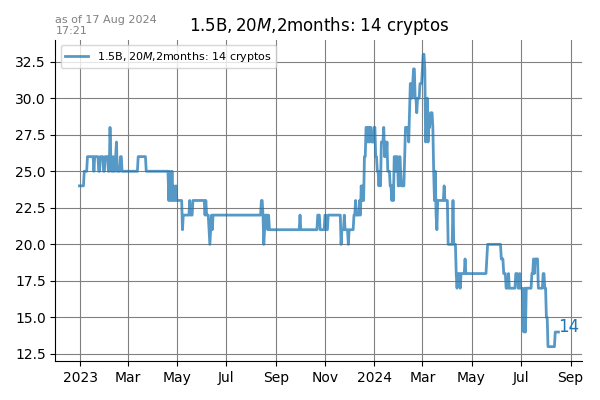 as of 17 Aug 2024
17:21
1.5B, 20M,2months: 14 cryptos
1.5B, 20M,2months: 14 cryptos
32.5
30.0
27.5
25.0
22.5
20.0
17.5
15.0
12.5
14
2023 Mar May Jul Sep Nov 2024 Mar May Jul Sep